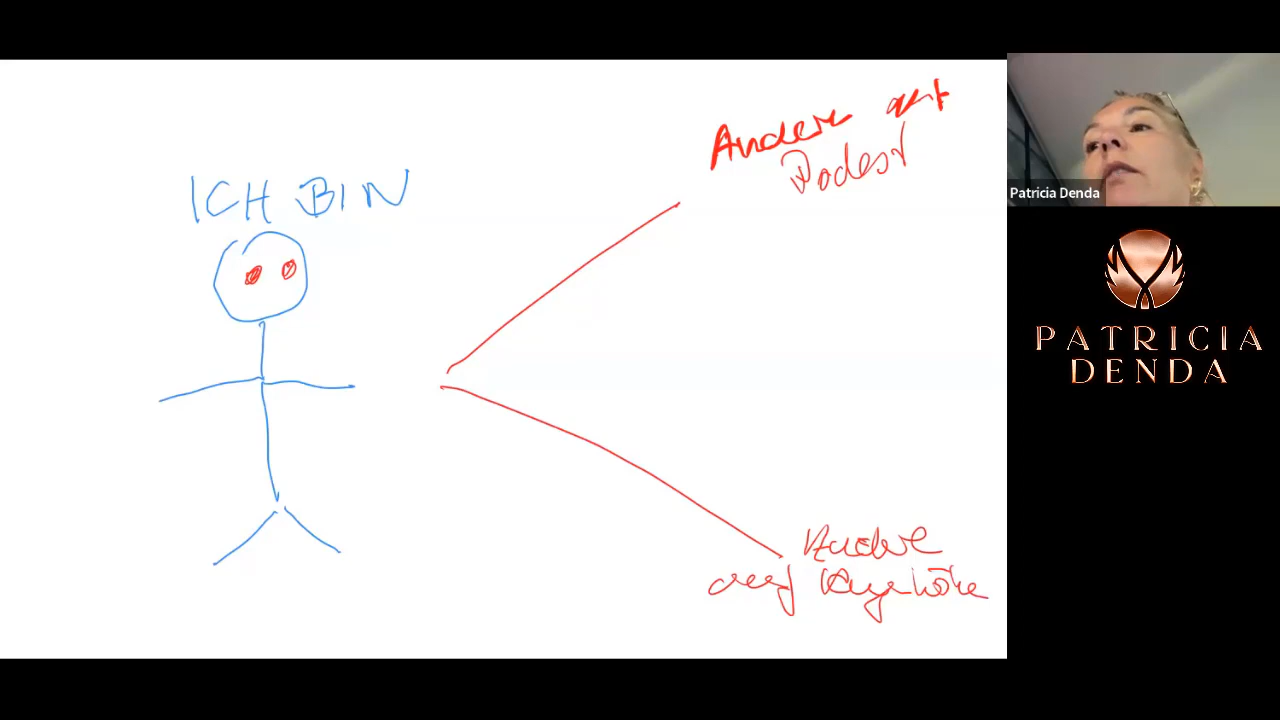 ICH BIN
Andere auf
Podest
Andere
auf Augenhöhe
Patricia Denda
PATRICIA
DENDA